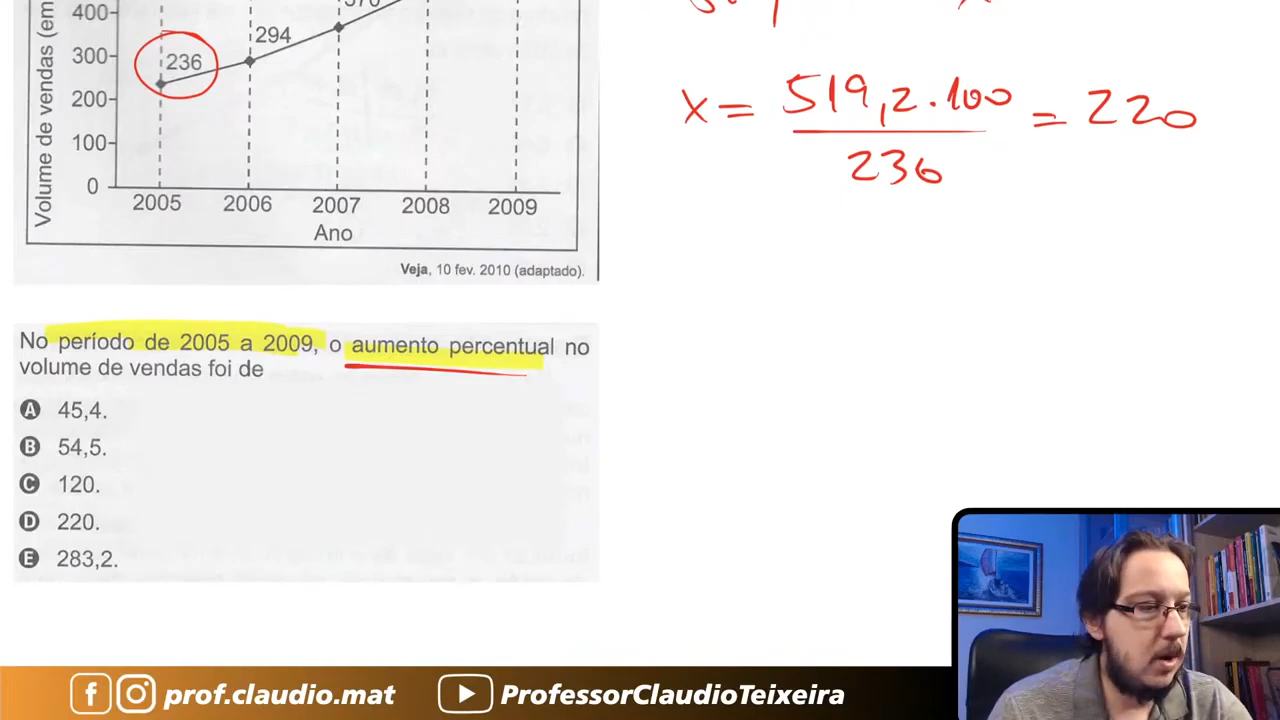 400
Volume de vendas (em
300
236
294
200
100
0
2005 2006 2007 2008 2009
Ano
Veja, 10 fev. 2010 (adaptado).
x = 519,2.100 = 220
236
No período de 2005 a 2009, o aumento percentual no
volume de vendas foi de
A 45,4.
B 54,5.
C 120.
D 220.
E 283,2.
prof.claudio.mat
ProfessorClaudioTeixeira